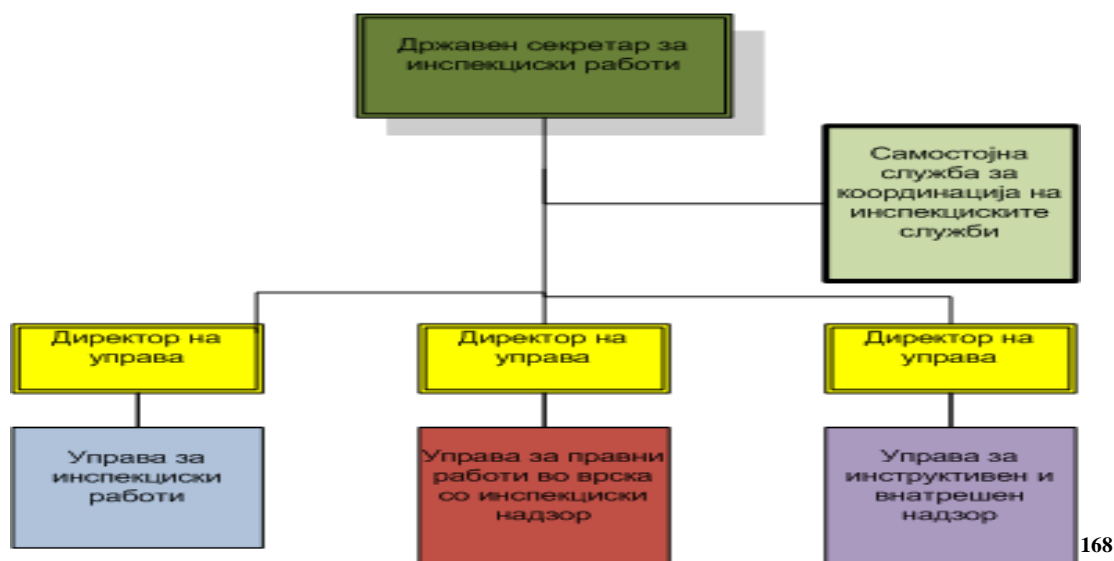 Државен секретар за
инспекциски работи
Самостојна
служба за
координација на
инспекциските
служби
Директор на
управа
Директор на
управа
Директор на
управа
Управа за
инспекциски
работи
Управа за правни
работи во врска
со инспекциски
надзор
Управа за
инструктивен и
внатрешен
надзор
168